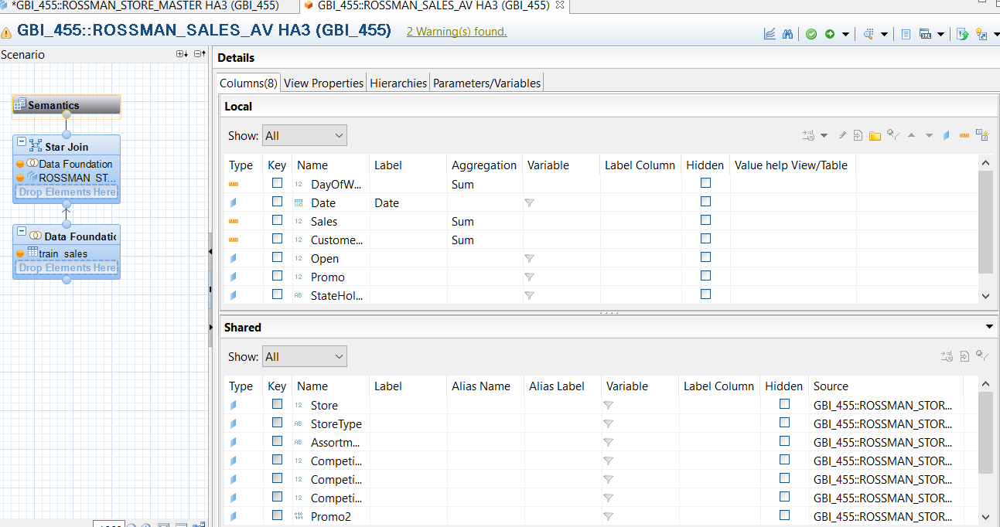 *GBI_455::ROSSMAN_STORE_MASTER HA3 (GBI_455)
GBI_455::ROSSMAN_SALES_AV HA3 (GBI_455)
GBI_455::ROSSMAN_SALES_AV HA3 (GBI_455) 2 Warning(s) found.
Scenario
Semantics
Star Join
Data Foundation
ROSSMAN_ST...
Drop Elements Here
Data Foundatic
train_sales
Drop Elements Here
Details
Columns(8) View Properties Hierarchies Parameters/Variables
Local
Show: All
Type Key Name Label Aggregation Variable Label Column Hidden Value help View/Table
12 DayOfW... Sum
Date Date
12 Sales Sum
12 Custome... Sum
12 Open
12 Promo
AB StateHol...
Shared
Show: All
Type Key Name Label Alias Name Alias Label Variable Label Column Hidden Source
12 Store GBI_455::ROSSMAN_STOR...
AB StoreType GBI_455::ROSSMAN_STOR...
AB Assortm... GBI_455::ROSSMAN_STOR...
12 Competi... GBI_455::ROSSMAN_STOR...
12 Competi... GBI_455::ROSSMAN_STOR...
12 Competi... GBI_455::ROSSMAN_STOR...
Promo2 GBI_455::ROSSMAN_STOR...